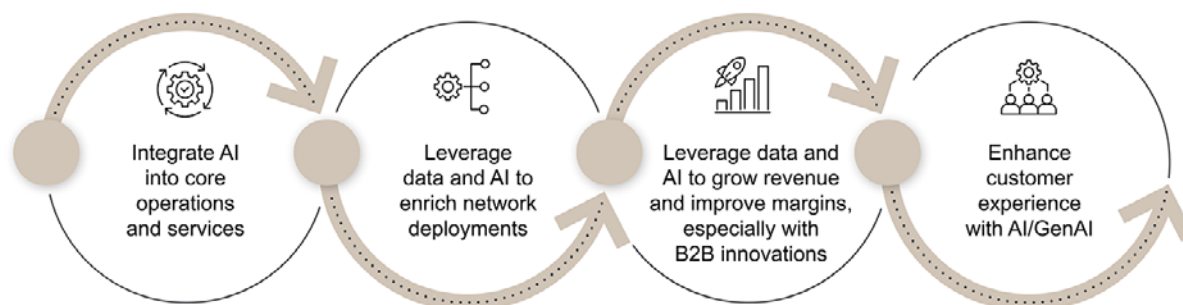 Integrate AI
into core
operations
and services
Leverage
data and AI to
enrich network
deployments
Leverage data and
AI to grow revenue
and improve margins,
especially with
B2B innovations
Enhance
customer
experience
with AI/GenAI